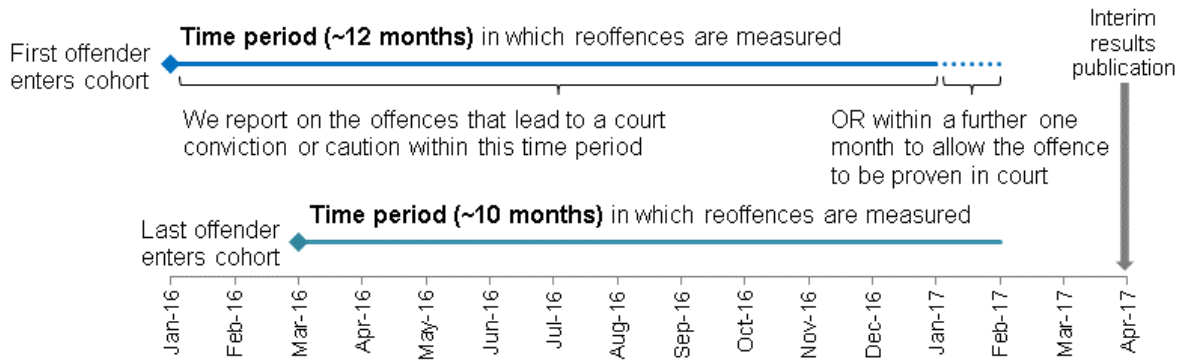 Time period (~12 months) in which reoffences are measured
First offender
enters cohort
Interim
results
publication
We report on the offences that lead to a court
conviction or caution within this time period
OR within a further one
month to allow the offence
to be proven in court
Time period (~10 months) in which reoffences are measured
Last offender
enters cohort
Jan-16
Feb-16
Mar-16
Apr-16
May-16
Jun-16
Jul-16
Aug-16
Sep-16
Oct-16
Nov-16
Dec-16
Jan-17
Feb-17
Mar-17
Apr-17